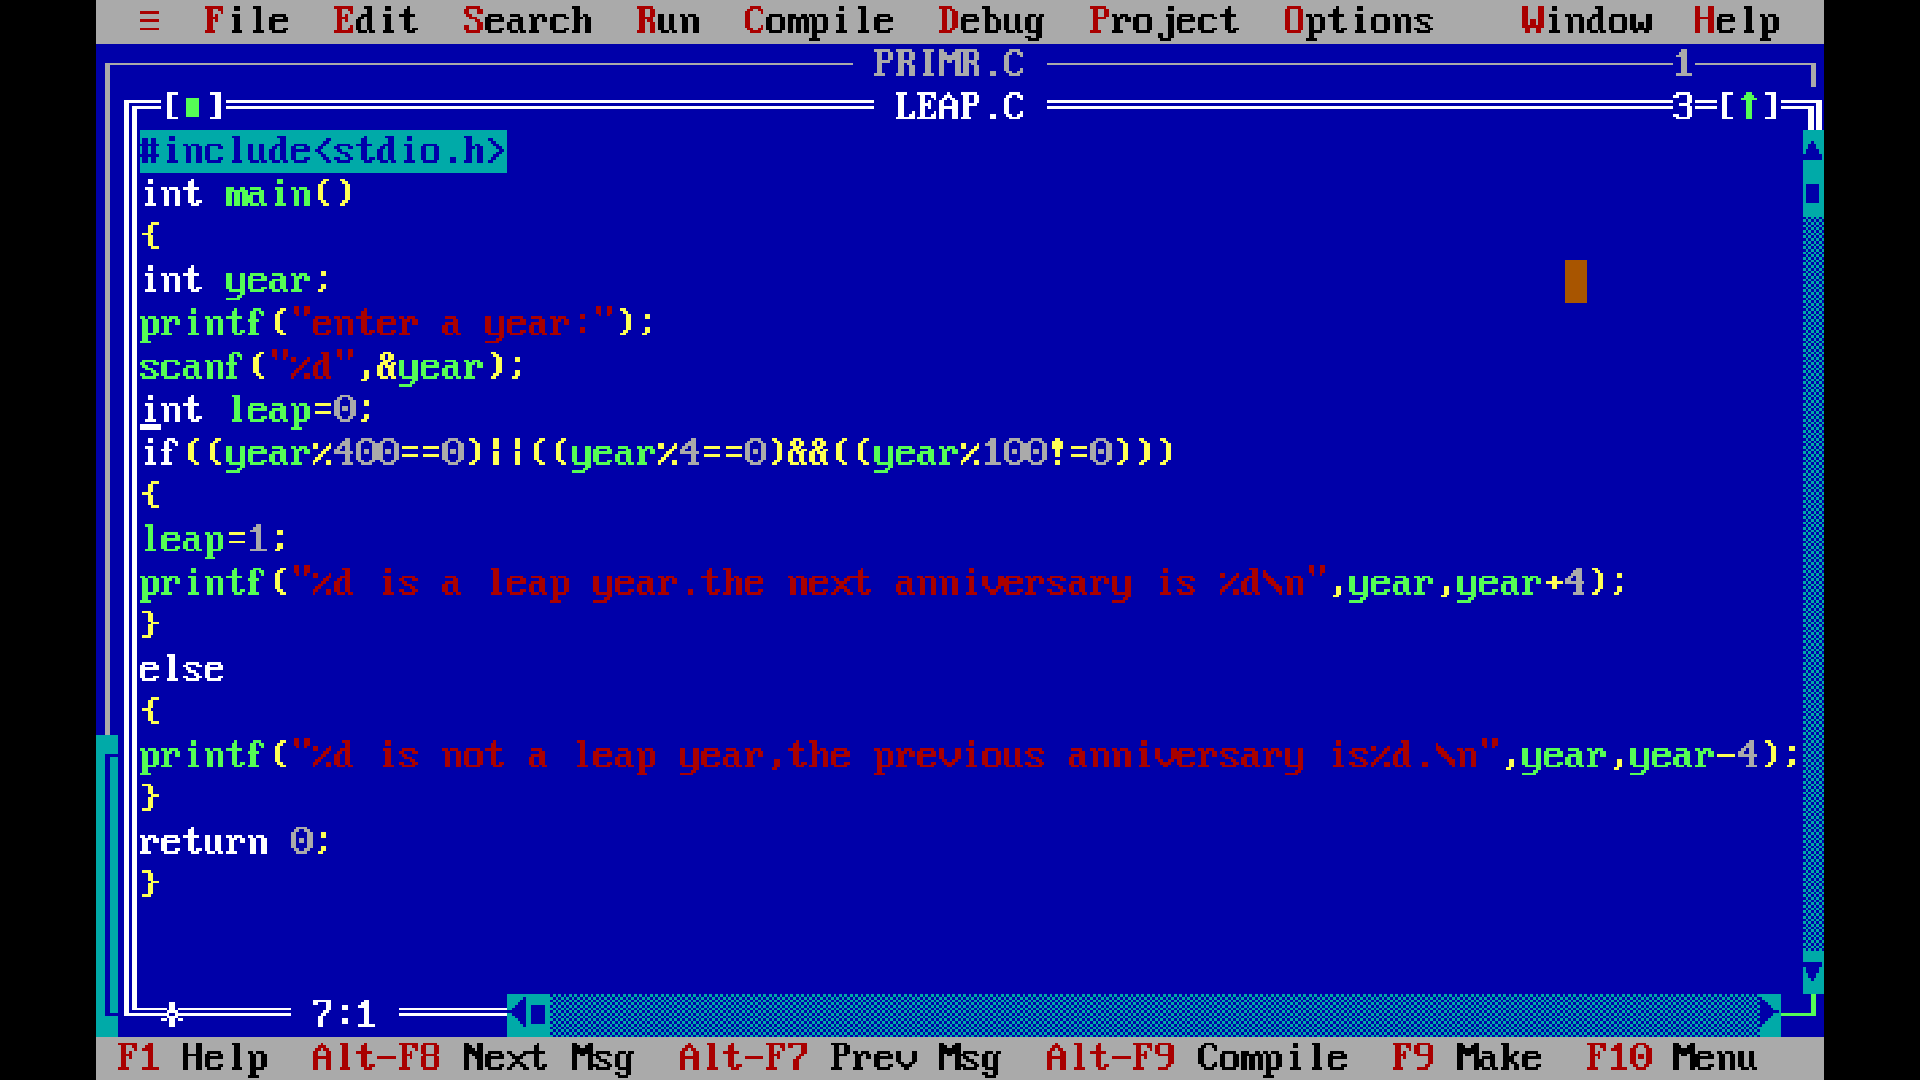 ≡ File Edit Search Run Compile Debug Project Options Window Help
PRIMR.C 1
[■] LEAP.C 3=[↑]
#include<stdio.h>
int main()
{
int year;
printf("enter a year:");
scanf("%d",&year);
int leap=0;
if((year%400==0)||((year%4==0)&&((year%100!=0)))
{
leap=1;
printf("%d is a leap year.the next anniversary is %d\n",year,year+4);
}
else
{
printf("%d is not a leap year,the previous anniversary is%d.\n",year,year-4);
}
return 0;
}
7:1
F1 Help Alt-F8 Next Msg Alt-F7 Prev Msg Alt-F9 Compile F9 Make F10 Menu